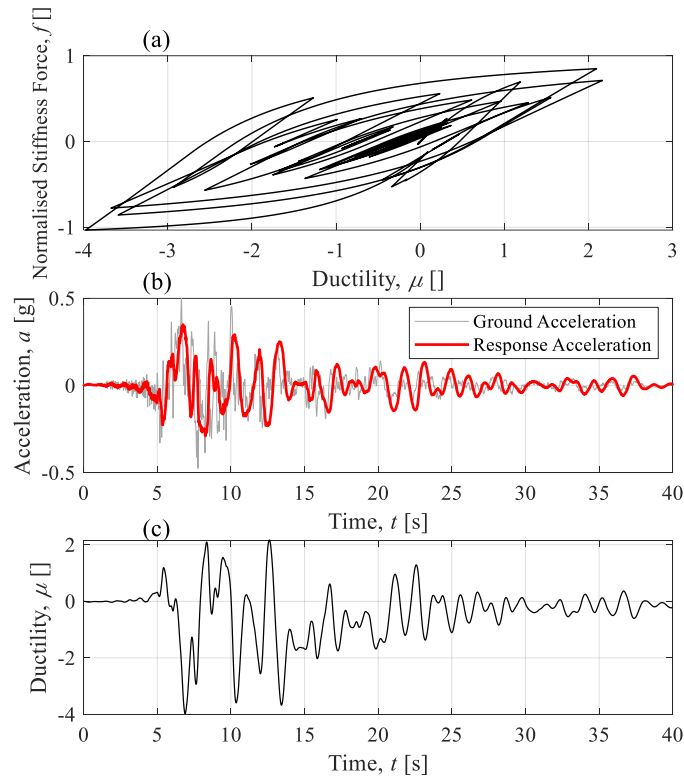 (a)
Normalised Stiffness Force, f []
1
0
-1
-4 -3 -2 -1 0 1 2 3
Ductility, μ []
(b)
Acceleration, a [g]
0.5
0
-0.5
Ground Acceleration
Response Acceleration
0 5 10 15 20 25 30 35 40
Time, t [s]
(c)
Ductility, μ []
2
0
-2
-4
0 5 10 15 20 25 30 35 40
Time, t [s]